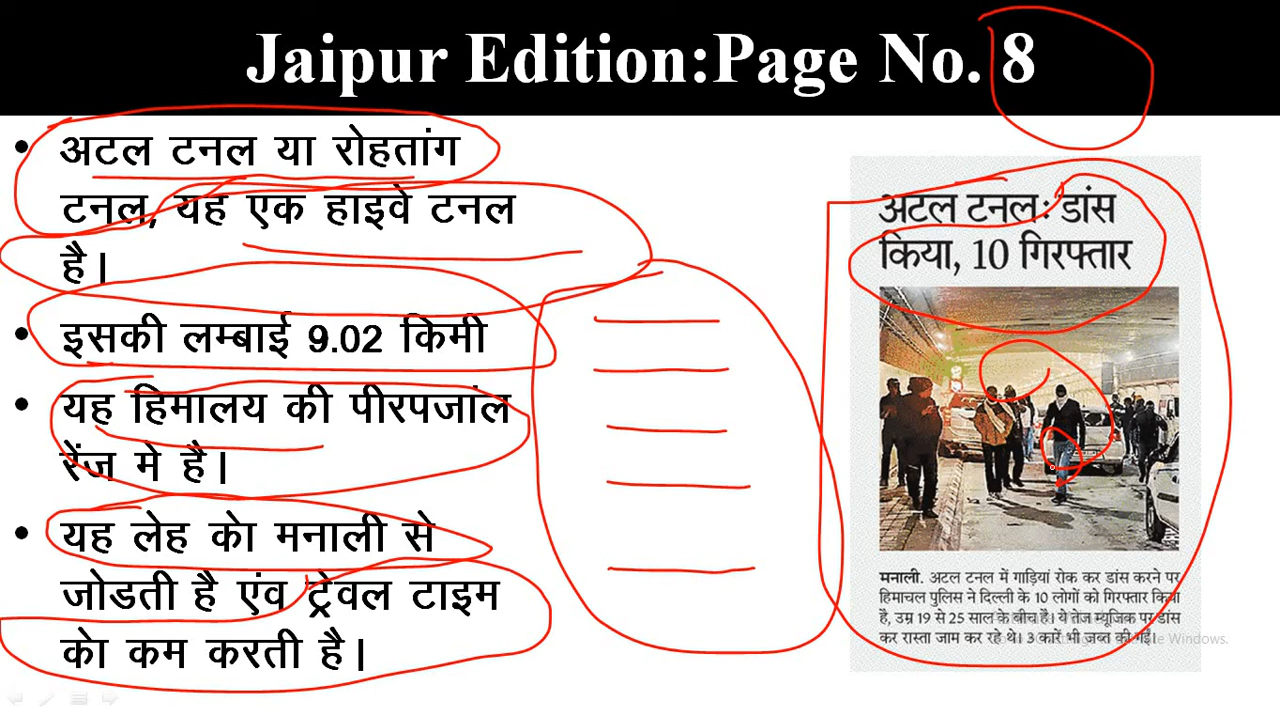 Jaipur Edition:Page No. 8
• अटल टनल या रोहतांग
टनल, यह एक हाइवे टनल
है।
• इसकी लम्बाई 9.02 किमी
• यह हिमालय की पीरपजांल
रेंज मे है।
• यह लेह केा मनाली से
जोडती है एंव ट्रेवल टाइम
केा कम करती है।
अटल टनल: डांस
किया, 10 गिरफ्तार
मनाली. अटल टनल में गाड़ियां रोक कर डांस करने पर
हिमाचल पुलिस ने दिल्ली के 10 लोगों को गिरफ्तार किया
है, उम्र 19 से 25 साल के बीच है। ये तेज म्यूजिक पर डांस
कर रास्ता जाम कर रहे थे। 3 कारें भी जब्त की गई।
Windows.